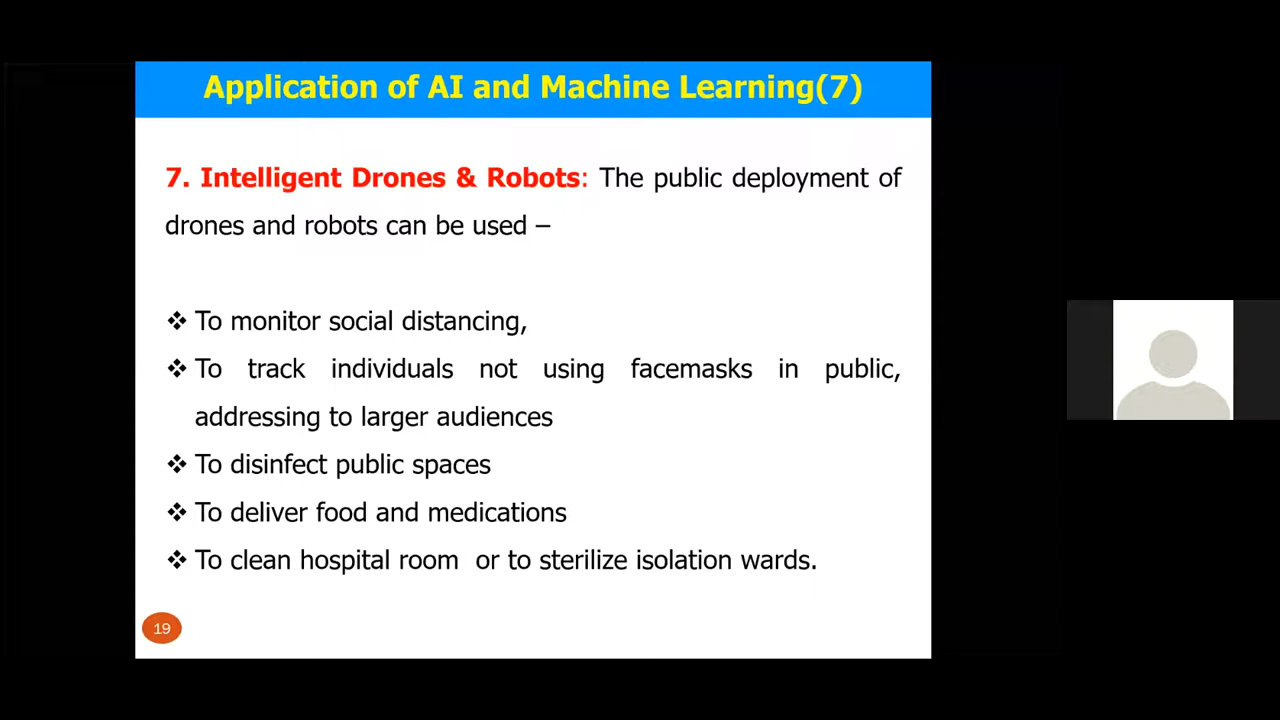 Application of AI and Machine Learning(7)
7. Intelligent Drones & Robots: The public deployment of
drones and robots can be used –
❖ To monitor social distancing,
❖ To track individuals not using facemasks in public,
addressing to larger audiences
❖ To disinfect public spaces
❖ To deliver food and medications
❖ To clean hospital room or to sterilize isolation wards.
19